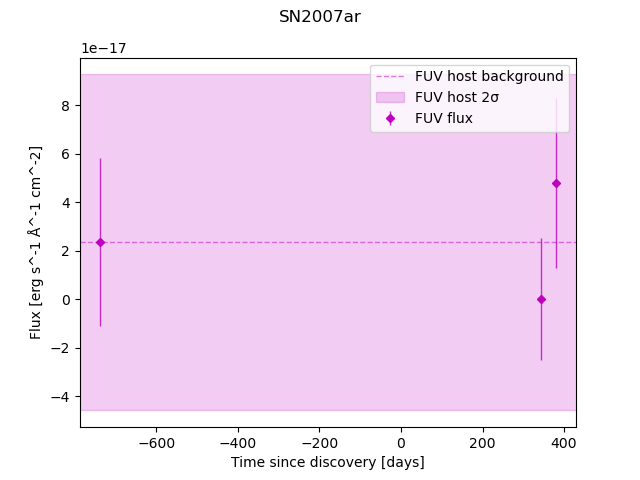 SN2007ar
1e−17
FUV host background
FUV host 2σ
FUV flux
8
6
4
2
0
−2
−4
Flux [erg s^-1 Å^-1 cm^-2]
−600
−400
−200
0
200
400
Time since discovery [days]